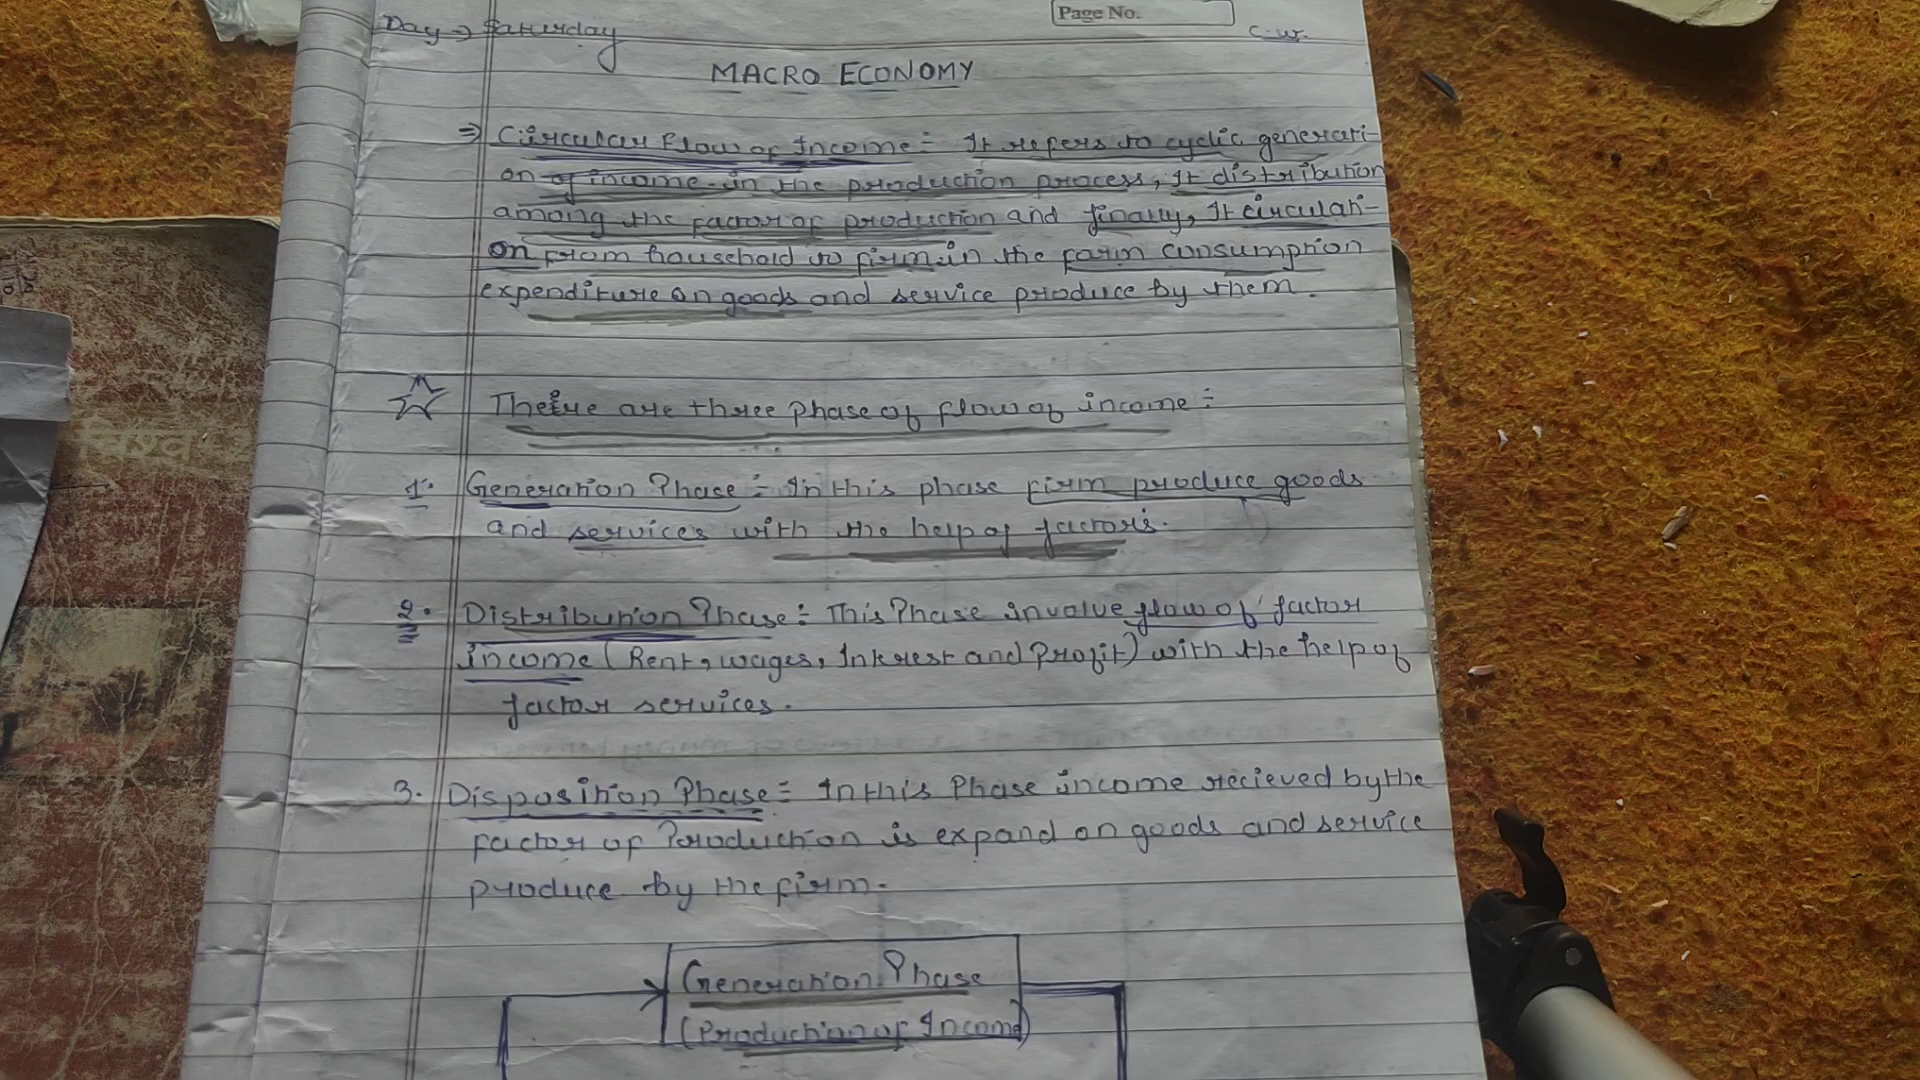 Page No.
Day → Saturday
C.W.
MACRO ECONOMY
⇒ Circular Flow of Income :- It refers to cyclic generati-
on of income in the production process, It distribution
among the factor of production and finally, It circulati-
on from household to firm in the form consumption
expenditure on goods and service produce by them.
☆ There are three phase of flow of income :-
1. Generation Phase :- In this phase firm produce goods
and services with the help of factors.
2. Distribution Phase :- This Phase involve flow of factor
income (Rent, wages, Interest and Profit) with the help of
factor services.
3. Disposition Phase :- In this Phase income recieved by the
factor of Production is expand on goods and service
produce by the firm.
Generation Phase
(Production of Income)
विश्व